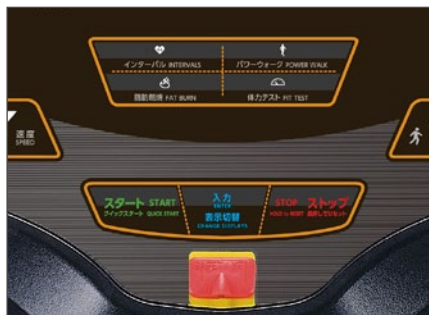 インターバル INTERVALS
パワーウォーク POWER WALK
脂肪燃焼 FAT BURN
体力テスト FIT TEST
速度
SPEED
スタート START
クイックスタート QUICK START
入力
ENTER
表示切替
CHANGE DISPLAYS
STOP ストップ
HOLD to RESET 長押しでリセット